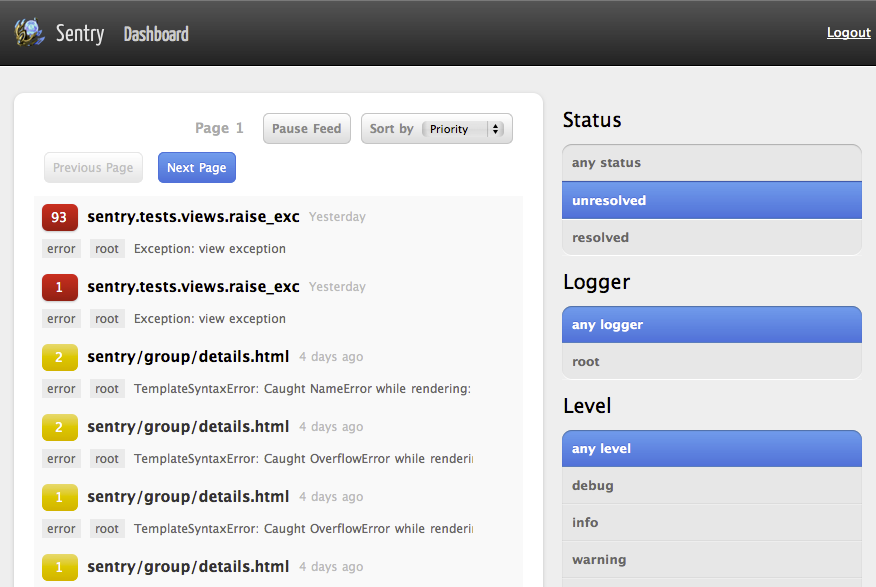 Sentry Dashboard Logout
Page 1 Pause Feed Sort by Priority
Previous Page Next Page
93 sentry.tests.views.raise_exc Yesterday
error root Exception: view exception
1 sentry.tests.views.raise_exc Yesterday
error root Exception: view exception
2 sentry/group/details.html 4 days ago
error root TemplateSyntaxError: Caught NameError while rendering:
2 sentry/group/details.html 4 days ago
error root TemplateSyntaxError: Caught OverflowError while renderi
1 sentry/group/details.html 4 days ago
error root TemplateSyntaxError: Caught OverflowError while renderi
1 sentry/group/details.html 4 days ago
Status
any status
unresolved
resolved
Logger
any logger
root
Level
any level
debug
info
warning